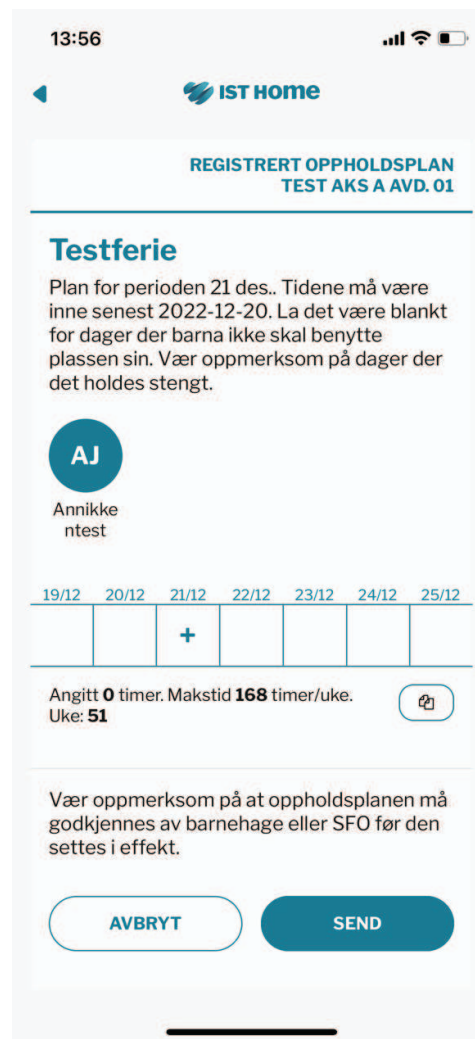 13:56
IST Home
REGISTRERT OPPHOLDSPLAN
TEST AKS A AVD. 01
Testferie
Plan for perioden 21 des.. Tidene må være
inne senest 2022-12-20. La det være blankt
for dager der barna ikke skal benytte
plassen sin. Vær oppmerksom på dager der
det holdes stengt.
AJ
Annikke
ntest
19/12 20/12 21/12 22/12 23/12 24/12 25/12
+
Angitt 0 timer. Makstid 168 timer/uke.
Uke: 51
Vær oppmerksom på at oppholdsplanen må
godkjennes av barnehage eller SFO før den
settes i effekt.
AVBRYT SEND